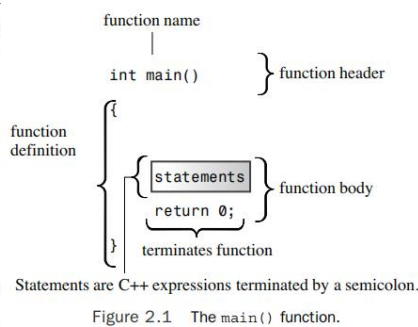 function name
int main()
function header
{
function
definition
statements
function body
return 0;
}
terminates function
Statements are C++ expressions terminated by a semicolon.
Figure 2.1 The main() function.